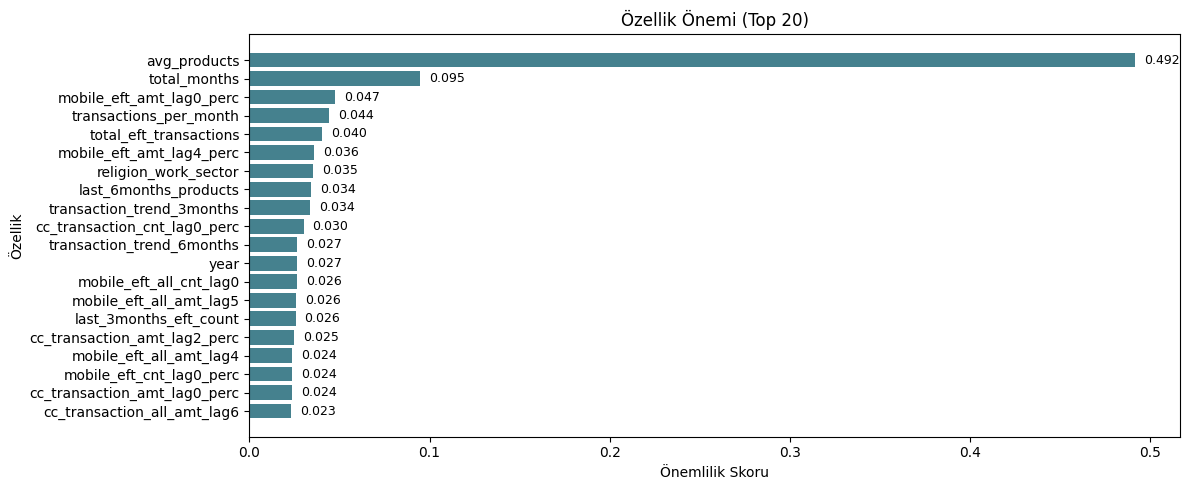 Özellik Önemi (Top 20)
Özellik
avg_products 0.492
total_months 0.095
mobile_eft_amt_lag0_perc 0.047
transactions_per_month 0.044
total_eft_transactions 0.040
mobile_eft_amt_lag4_perc 0.036
religion_work_sector 0.035
last_6months_products 0.034
transaction_trend_3months 0.034
cc_transaction_cnt_lag0_perc 0.030
transaction_trend_6months 0.027
year 0.027
mobile_eft_all_cnt_lag0 0.026
mobile_eft_all_amt_lag5 0.026
last_3months_eft_count 0.026
cc_transaction_amt_lag2_perc 0.025
mobile_eft_all_amt_lag4 0.024
mobile_eft_cnt_lag0_perc 0.024
cc_transaction_amt_lag0_perc 0.024
cc_transaction_all_amt_lag6 0.023
0.0 0.1 0.2 0.3 0.4 0.5
Önemlilik Skoru